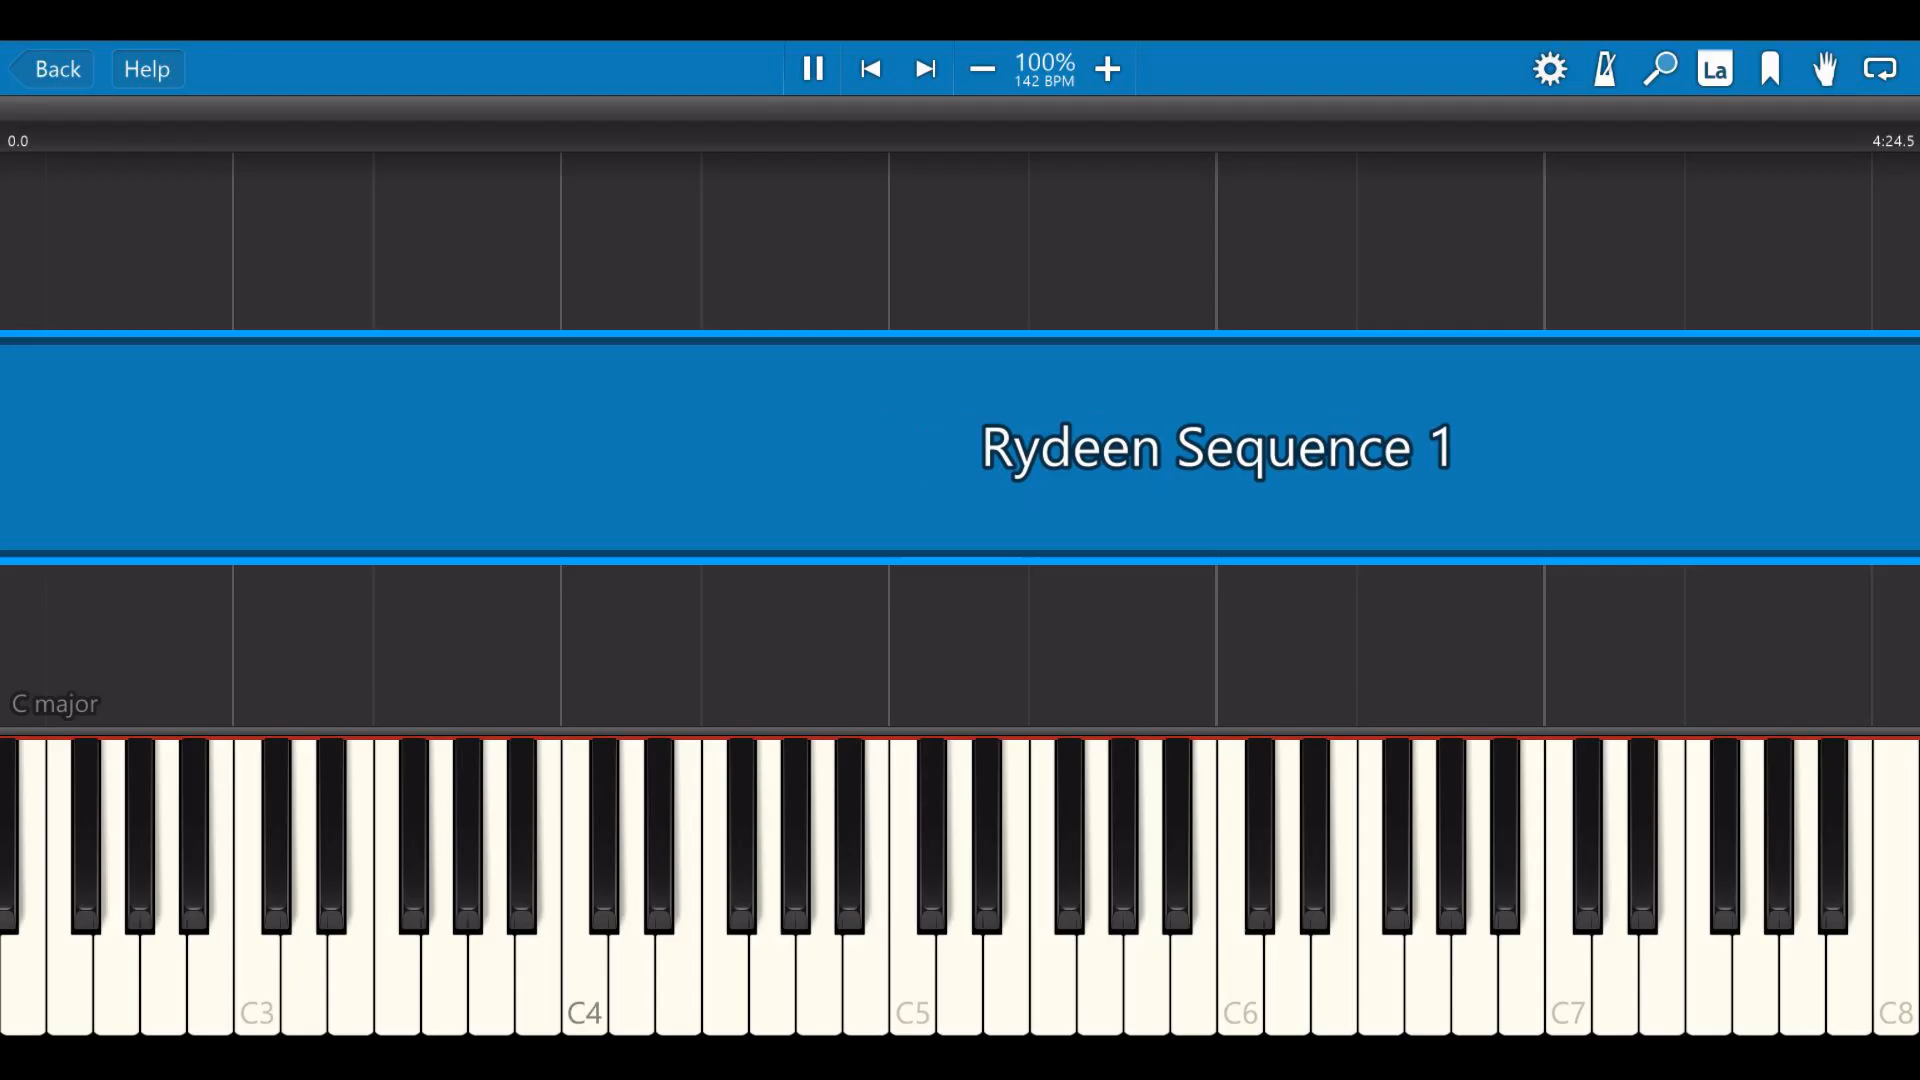 Back
Help
100%
142 BPM
La
0.0
4:24.5
Rydeen Sequence 1
C major
C3
C4
C5
C6
C7
C8